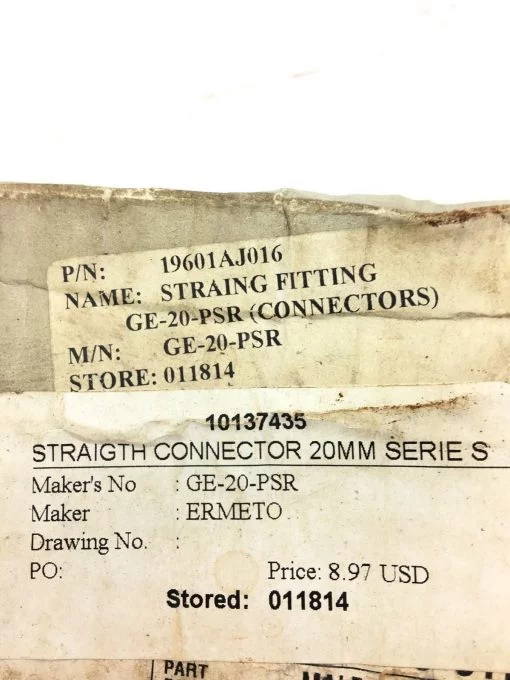 P/N: 19601AJ016
NAME: STRAING FITTING
GE-20-PSR (CONNECTORS)
M/N: GE-20-PSR
STORE: 011814
10137435
STRAIGTH CONNECTOR 20MM SERIE S
Maker's No : GE-20-PSR
Maker : ERMETO
Drawing No. :
PO: Price: 8.97 USD
Stored: 011814
PART